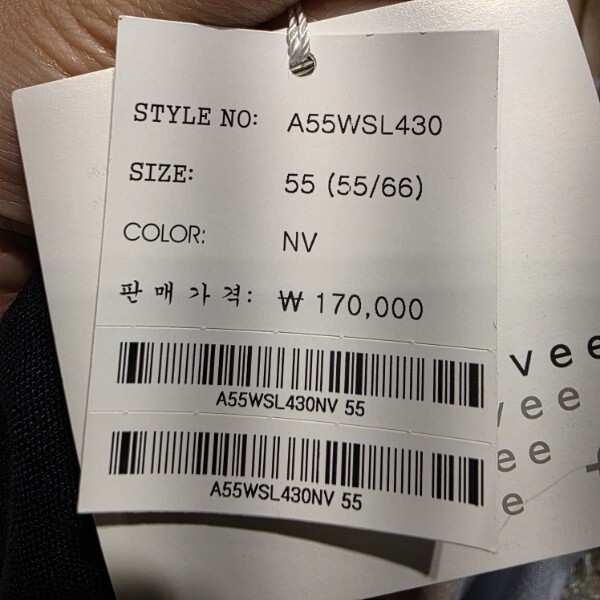 STYLE NO: A55WSL430
SIZE: 55 (55/66)
COLOR: NV
판 매 가 격: ₩ 170,000
A55WSL430NV 55
A55WSL430NV 55